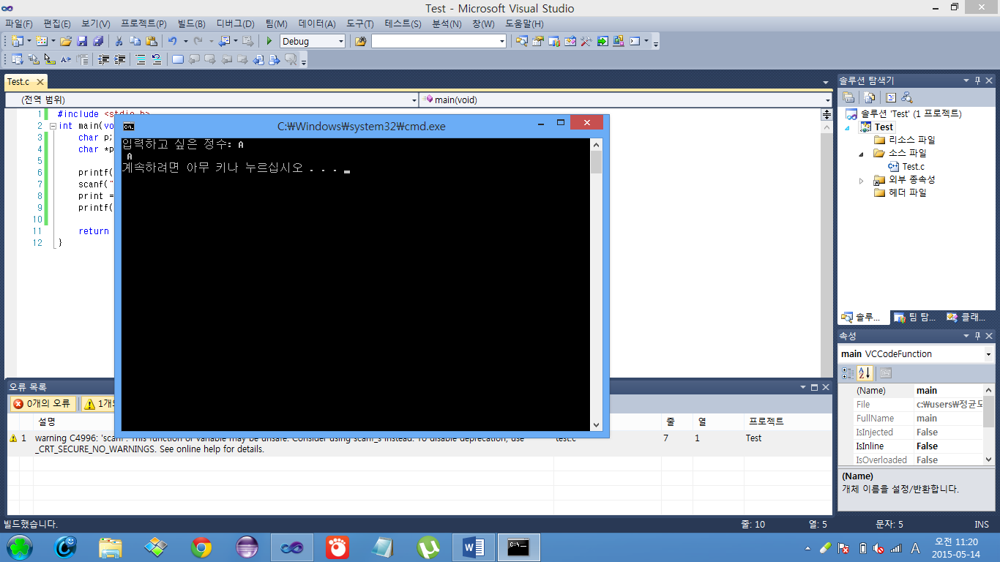 Test - Microsoft Visual Studio
파일(F) 편집(E) 보기(V) 프로젝트(P) 빌드(B) 디버그(D) 팀(M) 데이터(A) 도구(T) 테스트(S) 분석(N) 창(W) 도움말(H)
Debug
Test.c
(전역 범위) main(void)
1 #include <stdio.h>
2 int main(vo
3 char p;
4 char *p
5
6 printf(
7 scanf("
8 print =
9 printf(
10
11 return
12 }
C:₩Windows₩system32₩cmd.exe
입력하고 싶은 정수: A
A
계속하려면 아무 키나 누르십시오 . . .
솔루션 탐색기
솔루션 'Test' (1 프로젝트)
Test
리소스 파일
소스 파일
Test.c
외부 종속성
헤더 파일
솔루... 팀 탐... 클래...
속성
main VCCodeFunction
(Name) main
File c:₩users₩정균모
FullName main
IsInjected False
IsInline False
IsOverloaded False
(Name)
개체 이름을 설정/반환합니다.
오류 목록
0개의 오류 1개의
설명 줄 열 프로젝트
1 warning C4996: 'scanf': This function or variable may be unsafe. Consider using scanf_s instead. To disable deprecation, use test.c 7 1 Test
_CRT_SECURE_NO_WARNINGS. See online help for details.
빌드했습니다. 줄: 10 열: 5 문자: 5 INS
A 오전 11:20
2015-05-14